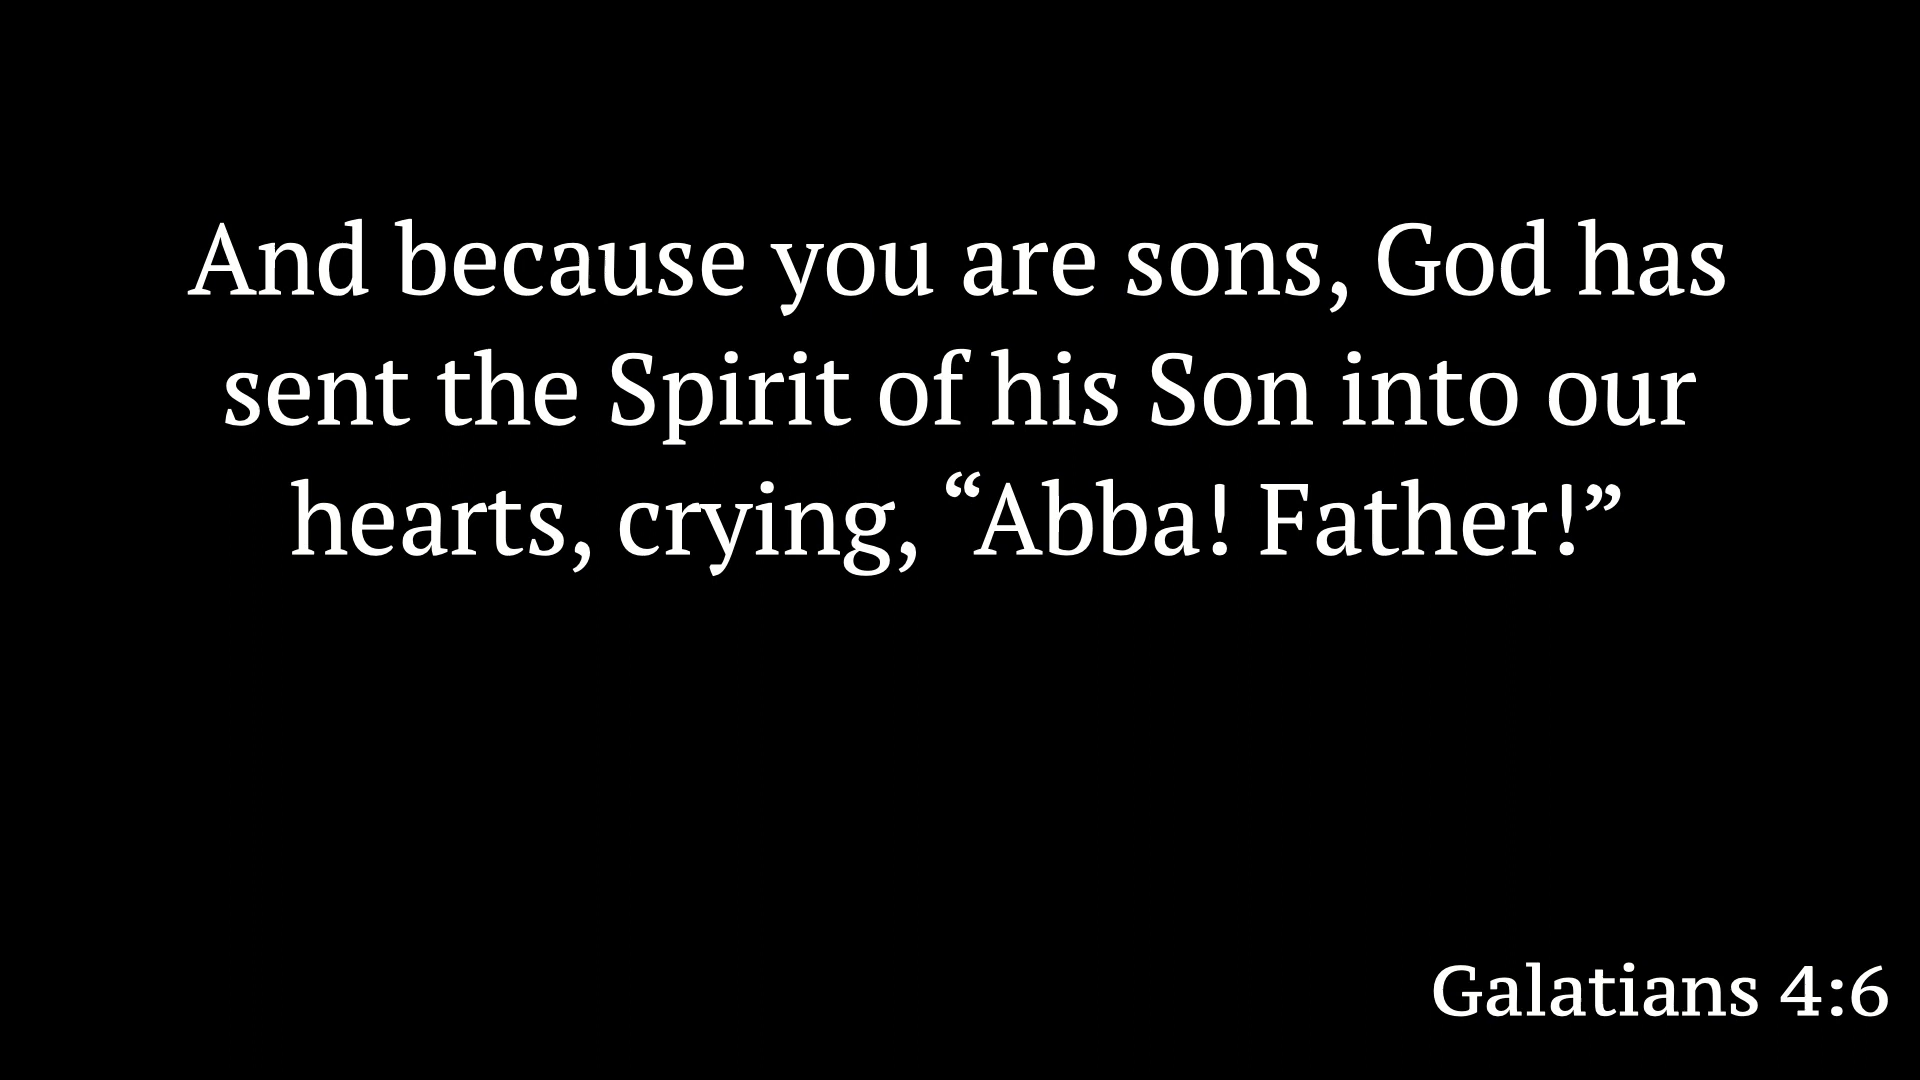 And because you are sons, God has
sent the Spirit of his Son into our
hearts, crying, “Abba! Father!”
Galatians 4:6